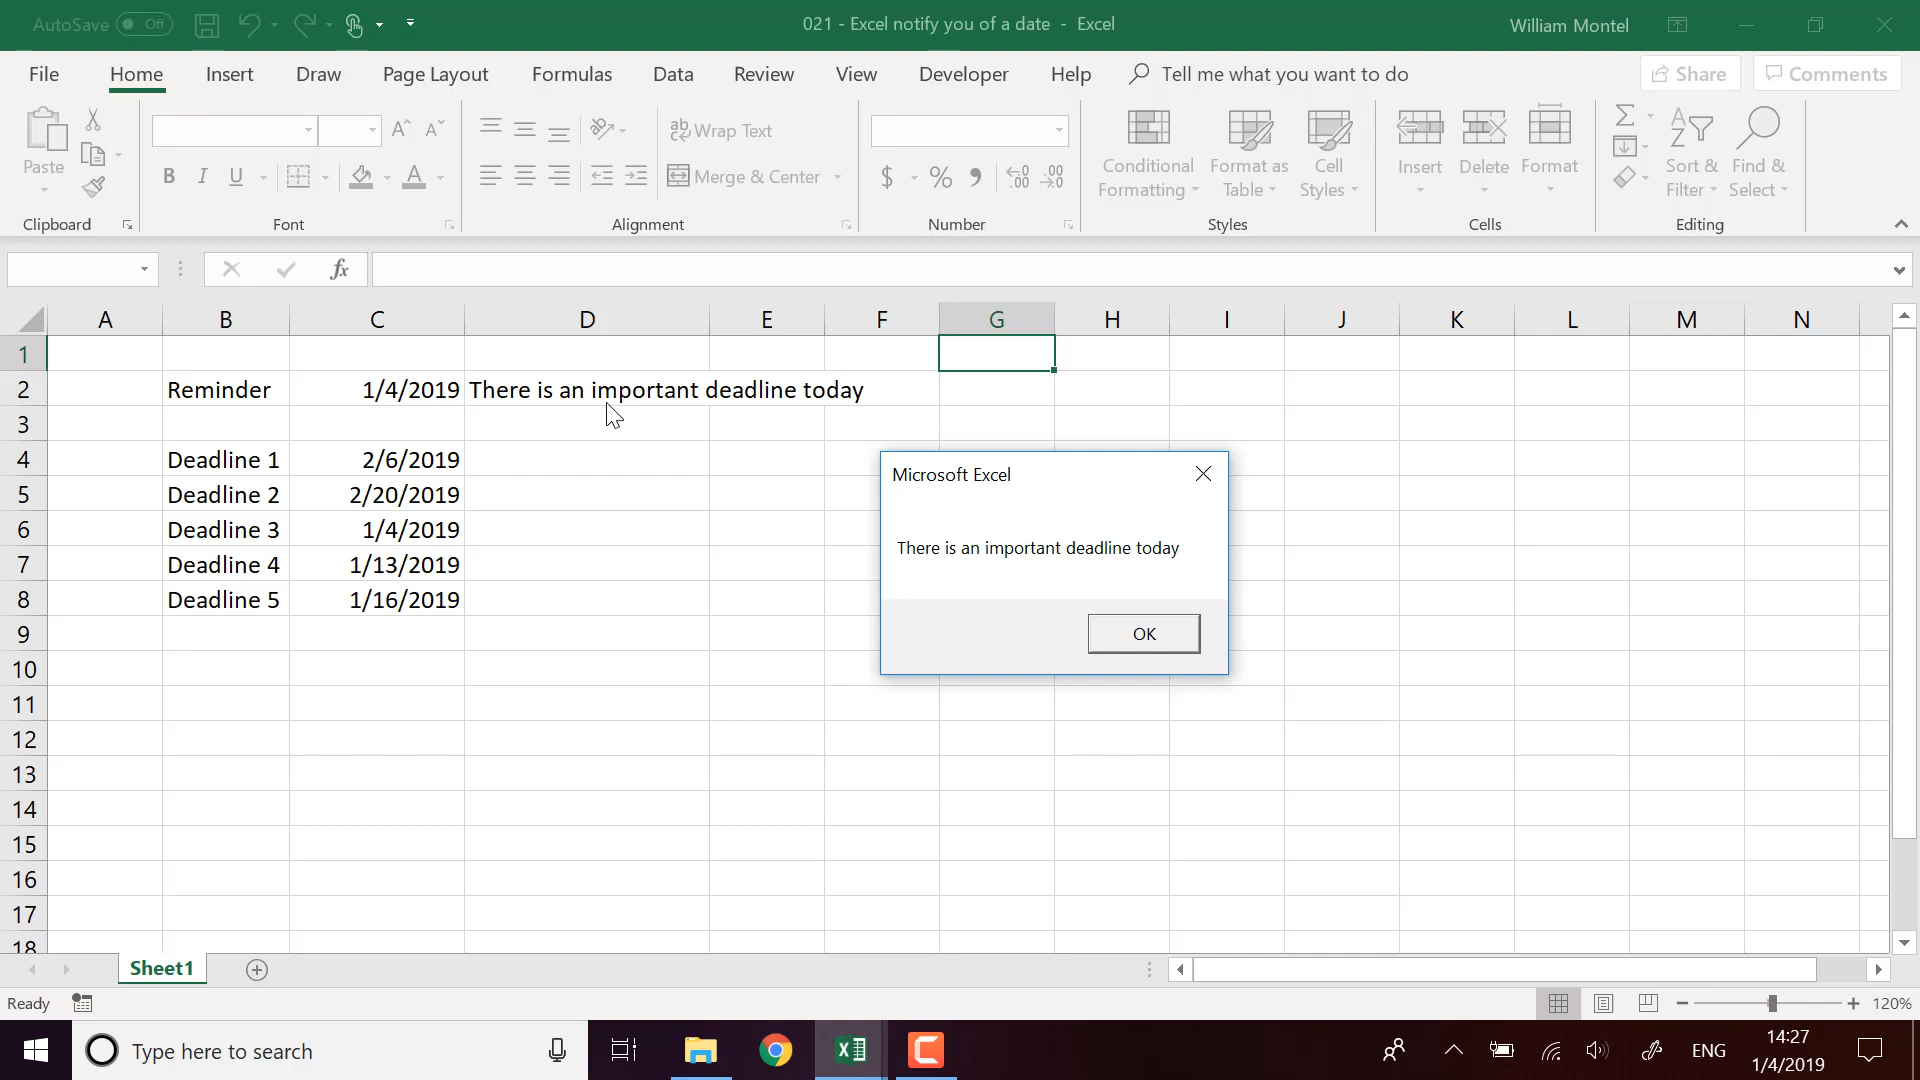 AutoSave Off
021 - Excel notify you of a date - Excel
William Montel
File Home Insert Draw Page Layout Formulas Data Review View Developer Help Tell me what you want to do Share Comments
Paste
B I U
ab Wrap Text
Merge & Center
$ % , .00 .00
Conditional Formatting
Format as Table
Cell Styles
Insert Delete Format
Sort & Filter
Find & Select
Clipboard Font Alignment Number Styles Cells Editing
fx
A B C D E F G H I J K L M N
1
2 Reminder 1/4/2019 There is an important deadline today
3
4 Deadline 1 2/6/2019
5 Deadline 2 2/20/2019
6 Deadline 3 1/4/2019
7 Deadline 4 1/13/2019
8 Deadline 5 1/16/2019
9
10
11
12
13
14
15
16
17
18
Microsoft Excel
There is an important deadline today
OK
Sheet1
Ready
120%
Type here to search
ENG
14:27
1/4/2019